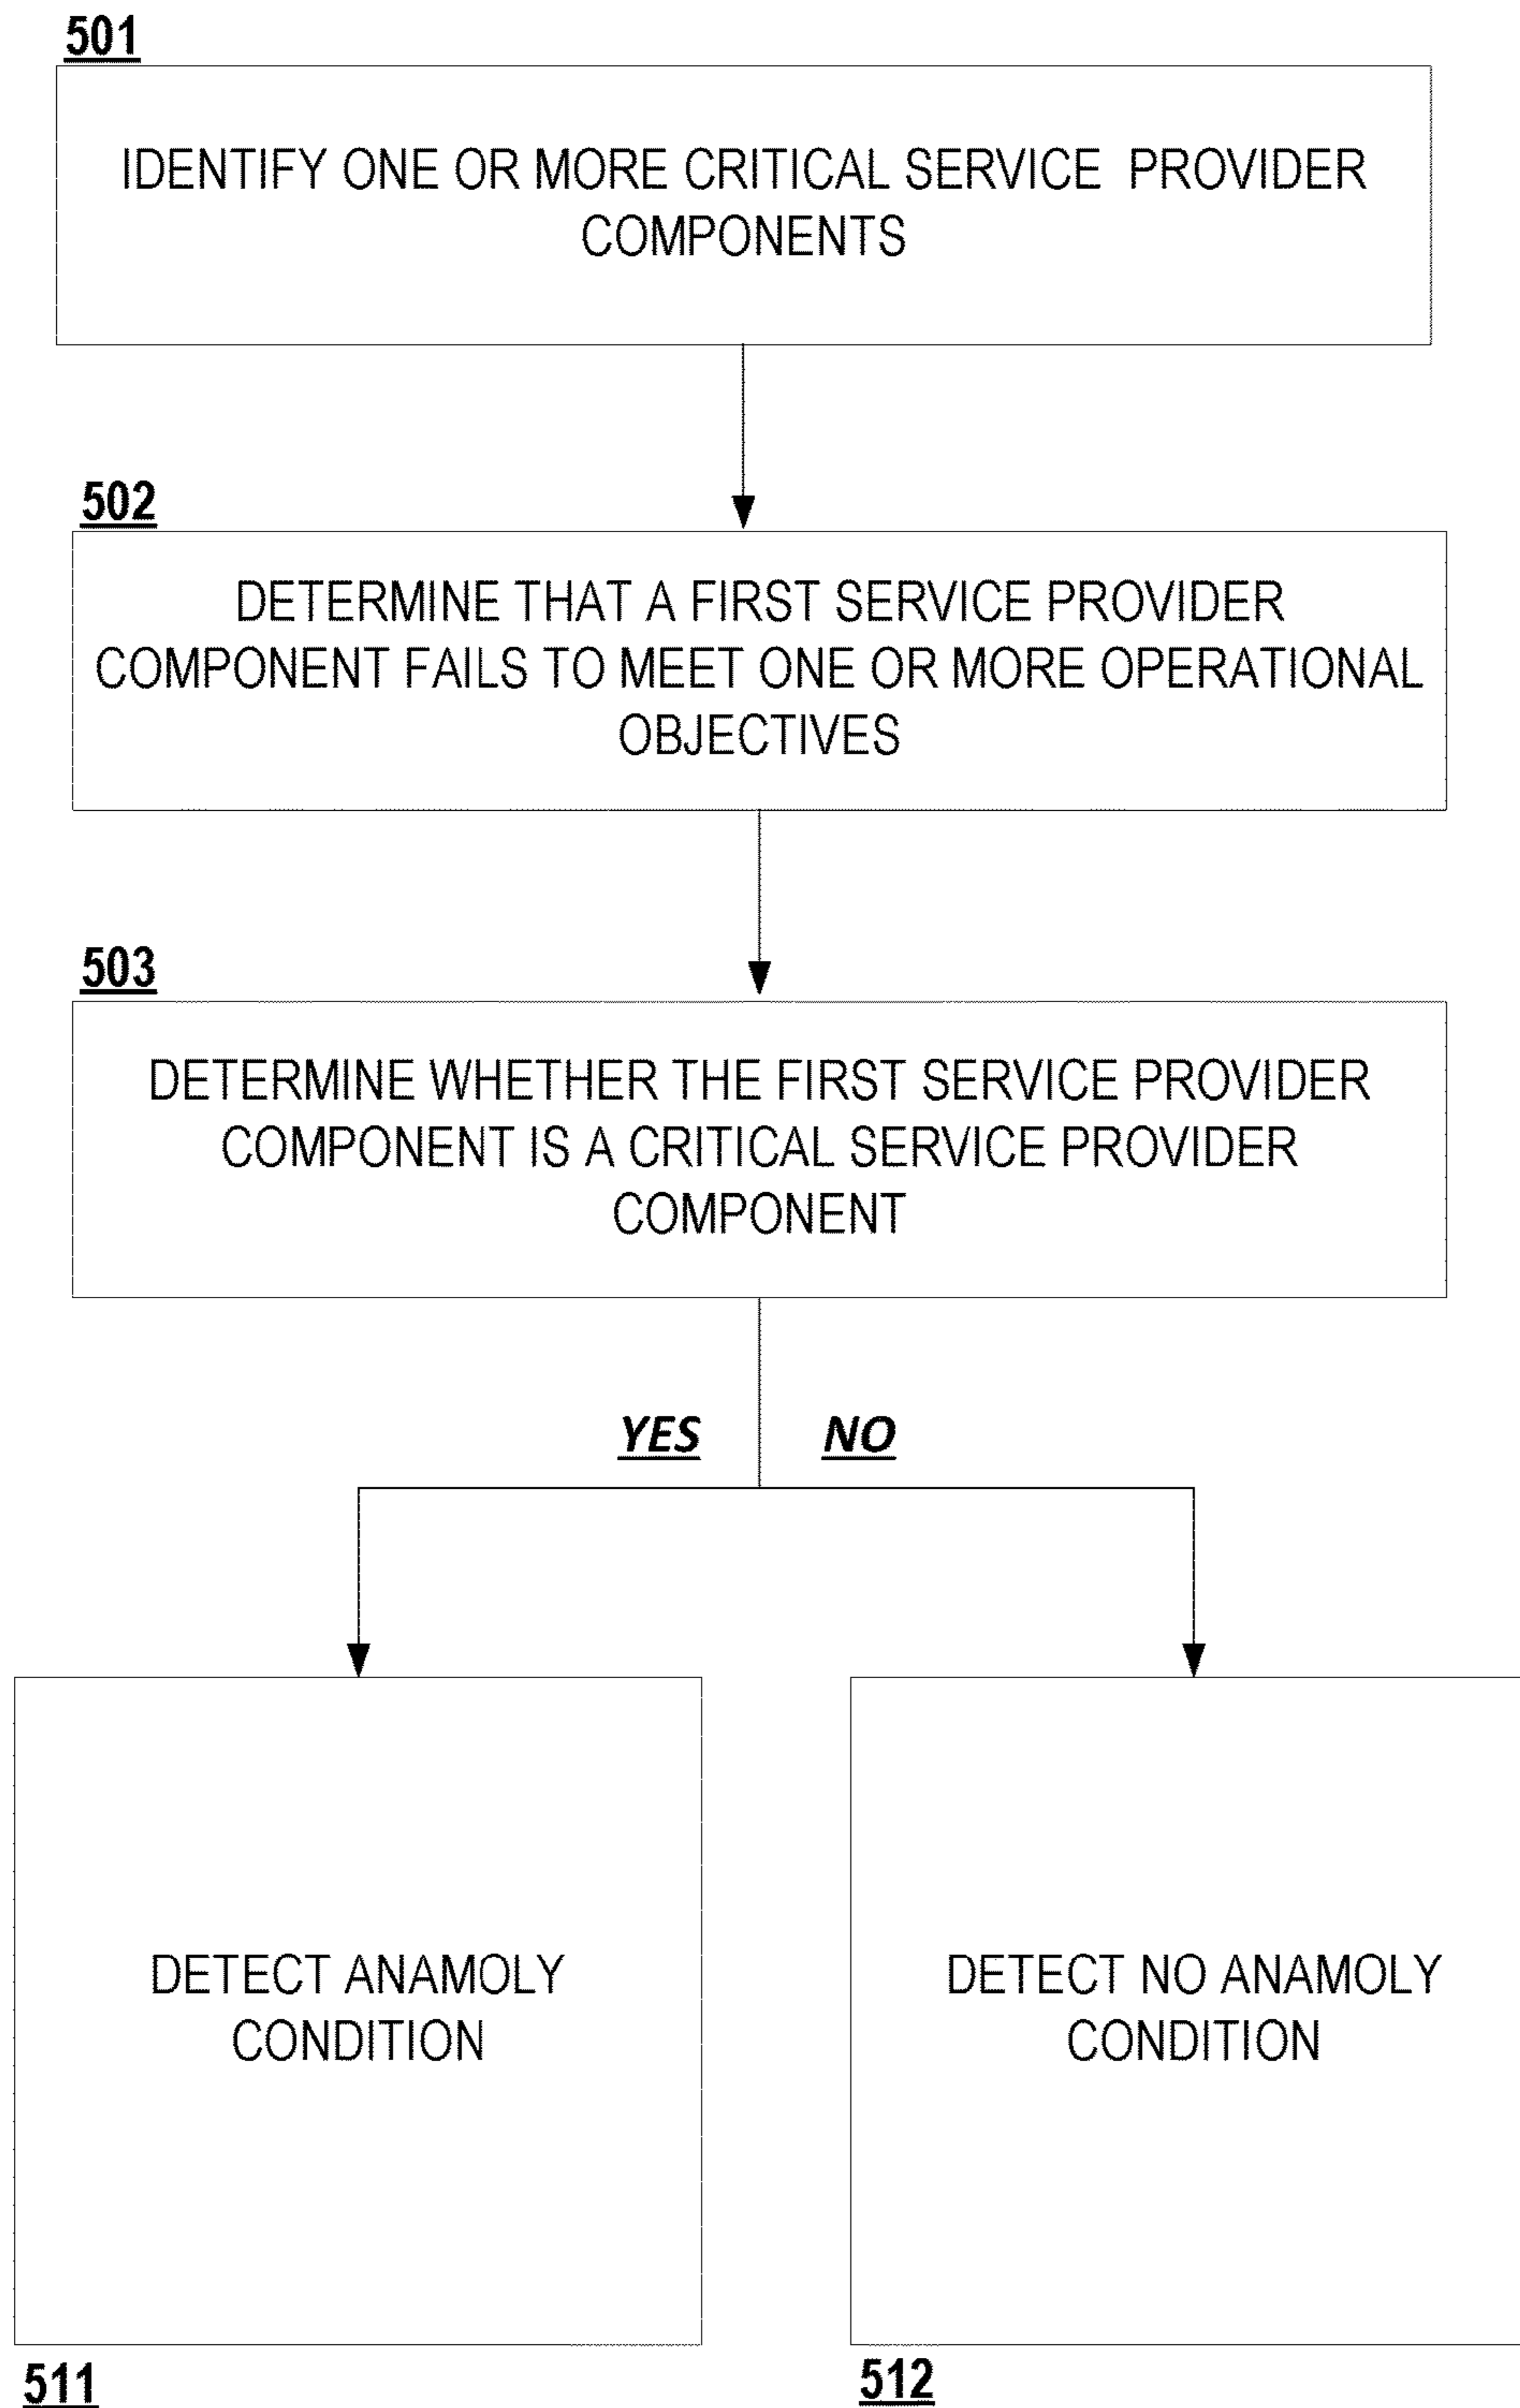 501
IDENTIFY ONE OR MORE CRITICAL SERVICE PROVIDER
COMPONENTS
502
DETERMINE THAT A FIRST SERVICE PROVIDER
COMPONENT FAILS TO MEET ONE OR MORE OPERATIONAL
OBJECTIVES
503
DETERMINE WHETHER THE FIRST SERVICE PROVIDER
COMPONENT IS A CRITICAL SERVICE PROVIDER
COMPONENT
YES
NO
DETECT ANAMOLY
CONDITION
511
DETECT NO ANAMOLY
CONDITION
512